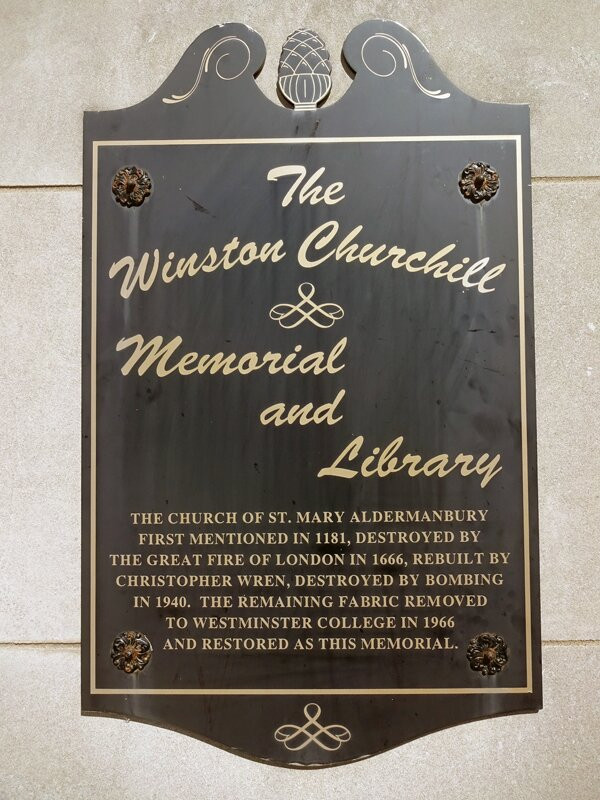 The
Winston Churchill
Memorial
and
Library
THE CHURCH OF ST. MARY ALDERMANBURY
FIRST MENTIONED IN 1181, DESTROYED BY
THE GREAT FIRE OF LONDON IN 1666, REBUILT BY
CHRISTOPHER WREN, DESTROYED BY BOMBING
IN 1940. THE REMAINING FABRIC REMOVED
TO WESTMINSTER COLLEGE IN 1966
AND RESTORED AS THIS MEMORIAL.